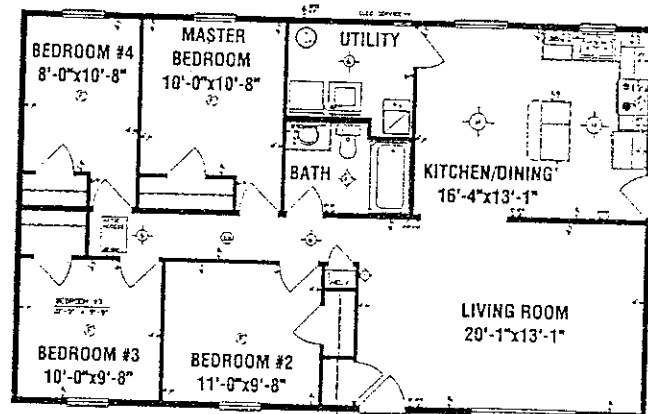 BEDROOM #4
8'-0"x10'-8"
MASTER
BEDROOM
10'-0"x10'-8"
UTILITY
BATH
KITCHEN/DINING
16'-4"x13'-1"
LIVING ROOM
20'-1"x13'-1"
BEDROOM #3
BEDROOM #3
10'-0"x9'-8"
BEDROOM #2
11'-0"x9'-8"